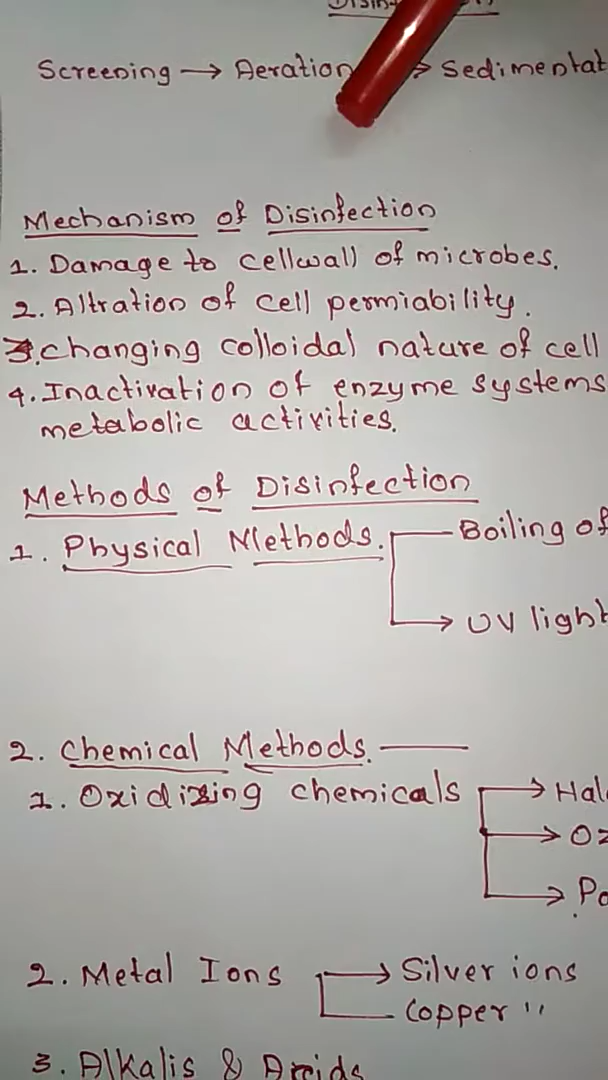 Screening → Aeration → Sedimentat
Mechanism of Disinfection
1. Damage to cellwall of microbes.
2. Altration of cell permiability.
3. Changing colloidal nature of cell
4. Inactivation of enzyme systems
metabolic activities.
Methods of Disinfection
1. Physical Methods. Boiling of
→ UV light
2. Chemical Methods.
1. Oxidizing chemicals → Hal
→ Oz
→ Po
2. Metal Ions → Silver ions
Copper "
3. Alkalis & Acids